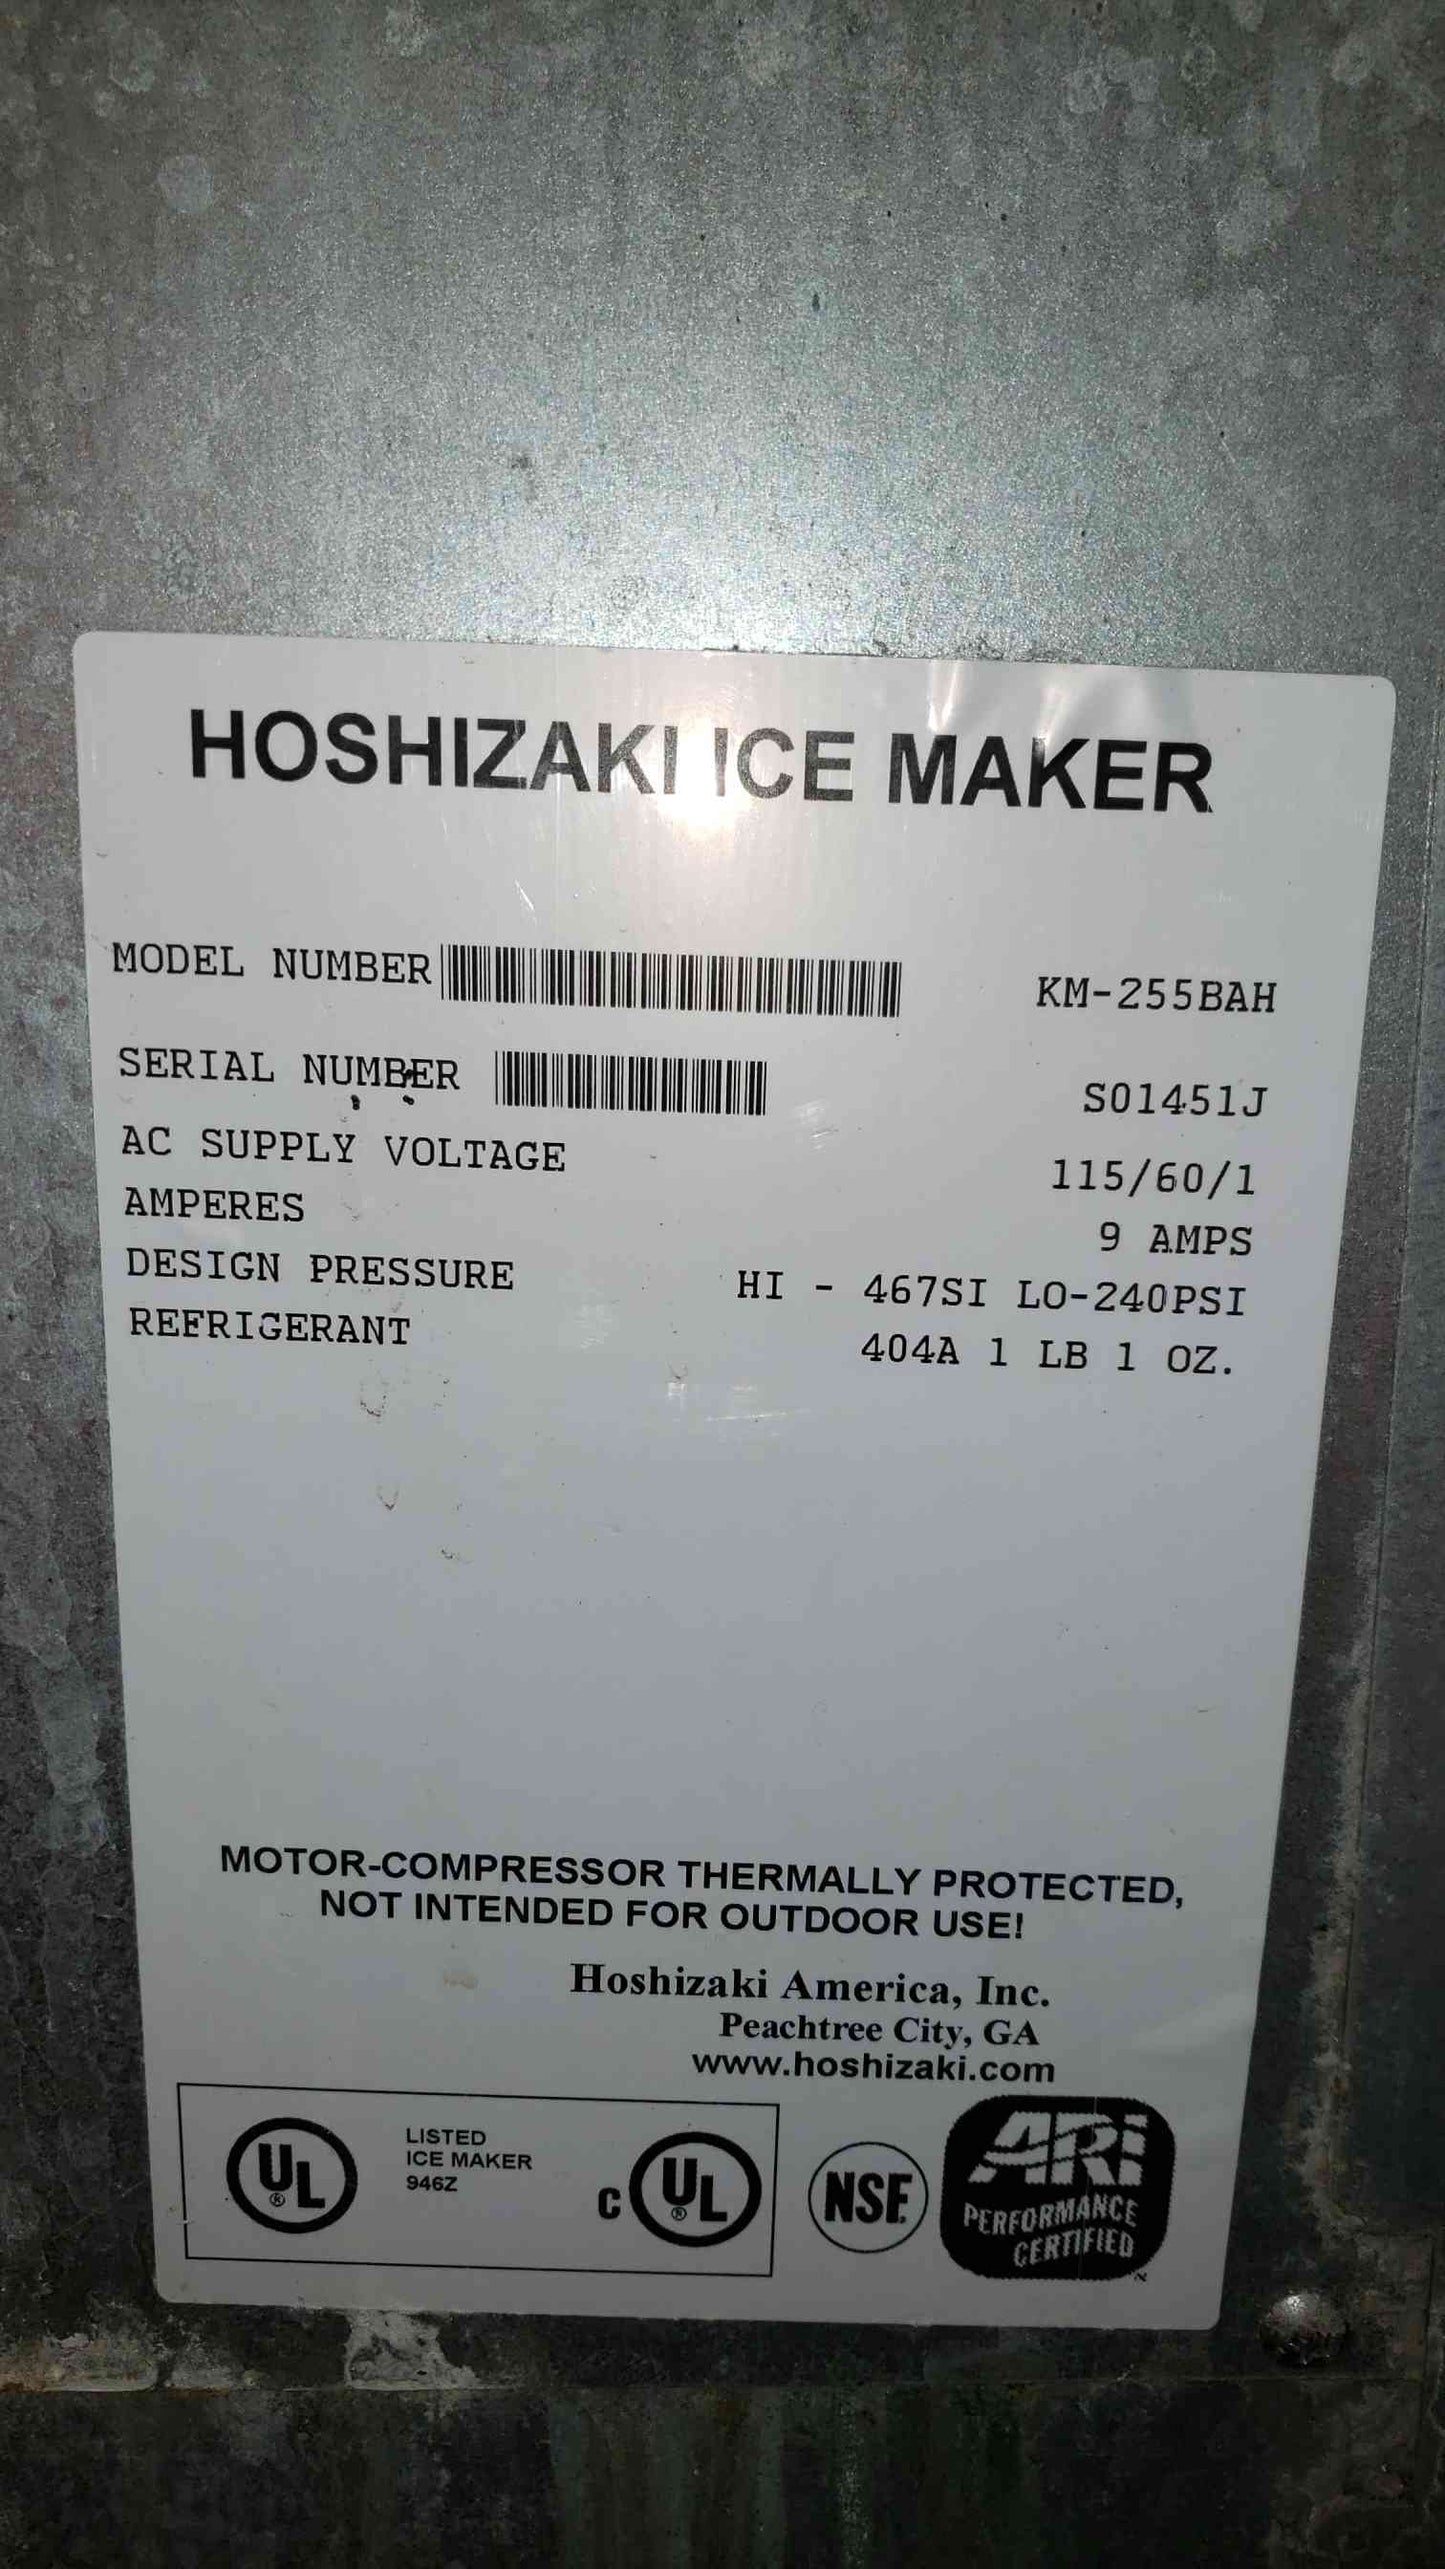 HOSHIZAKI ICE MAKER
MODEL NUMBER KM-255BAH
SERIAL NUMBER S01451J
AC SUPPLY VOLTAGE 115/60/1
AMPERES 9 AMPS
DESIGN PRESSURE HI - 467SI LO-240PSI
REFRIGERANT 404A 1 LB 1 OZ.
MOTOR-COMPRESSOR THERMALLY PROTECTED,
NOT INTENDED FOR OUTDOOR USE!
Hoshizaki America, Inc.
Peachtree City, GA
www.hoshizaki.com
UL®
LISTED
ICE MAKER
946Z
C UL®
NSF.
ARi
PERFORMANCE
CERTIFIED